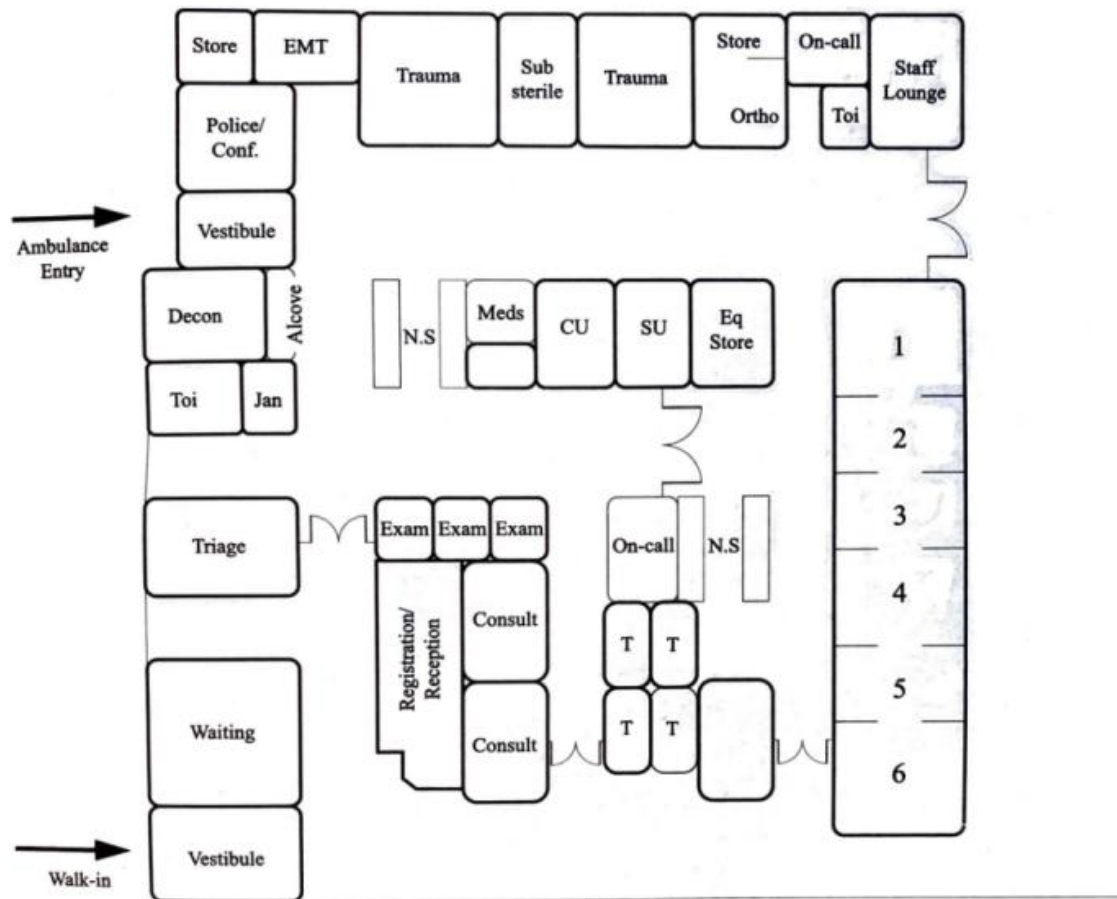 Store
EMT
Trauma
Sub
sterile
Trauma
Store
Ortho
On-call
Toi
Staff
Lounge
Police/
Conf.
Ambulance
Entry
Vestibule
Decon
Alcove
Toi
Jan
N.S
Meds
CU
SU
Eq
Store
1
2
3
4
5
6
Triage
Exam
Exam
Exam
On-call
N.S
Registration/
Reception
Consult
Consult
T
T
T
T
Waiting
Walk-in
Vestibule